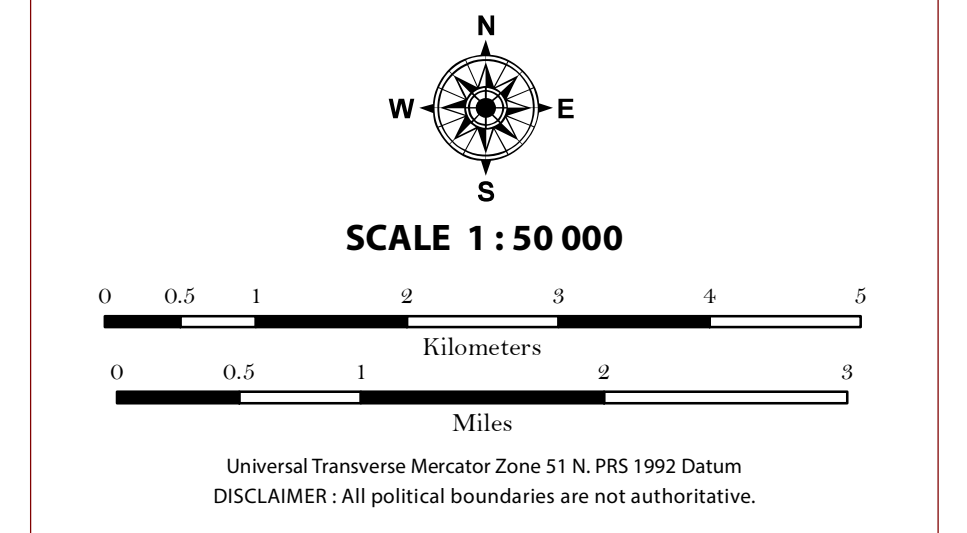 N
W E
S
SCALE 1 : 50 000
0 0.5 1 2 3 4 5
Kilometers
0 0.5 1 2 3
Miles
Universal Transverse Mercator Zone 51 N. PRS 1992 Datum
DISCLAIMER : All political boundaries are not authoritative.